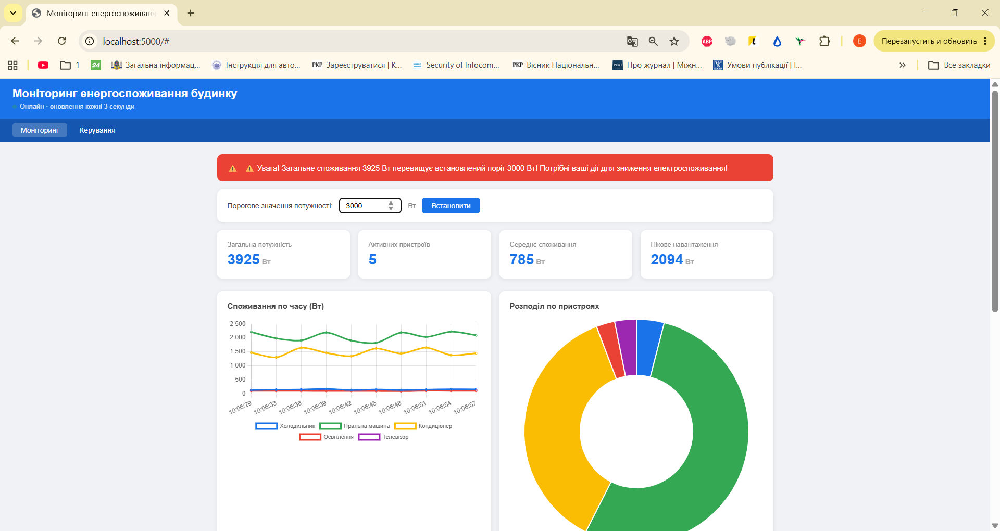 Моніторинг енергоспоживанн
localhost:5000/#
ABP
E
Перезапустить и обновить
1
24
Загальна інформац...
Інструкція для авто...
PKP Зареєструватися | К...
Security of Infocom...
PKP Вісник Національн...
Про журнал | Міжн...
Умови публікації | І...
Все закладки
Моніторинг енергоспоживання будинку
Онлайн · оновлення кожні 3 секунди
Моніторинг
Керування
Увага! Загальне споживання 3925 Вт перевищує встановлений поріг 3000 Вт! Потрібні ваші дії для зниження електроспоживання!
Порогове значення потужності: 3000 Вт Встановити
Загальна потужність
3925 Вт
Активних пристроїв
5
Середнє споживання
785 Вт
Пікове навантаження
2094 Вт
Споживання по часу (Вт)
2 500
2 000
1 500
1 000
500
0
10:06:29 10:06:33 10:06:36 10:06:39 10:06:42 10:06:45 10:06:48 10:06:51 10:06:54 10:06:57
Холодильник Пральна машина Кондиціонер
Освітлення Телевізор
Розподіл по пристроях